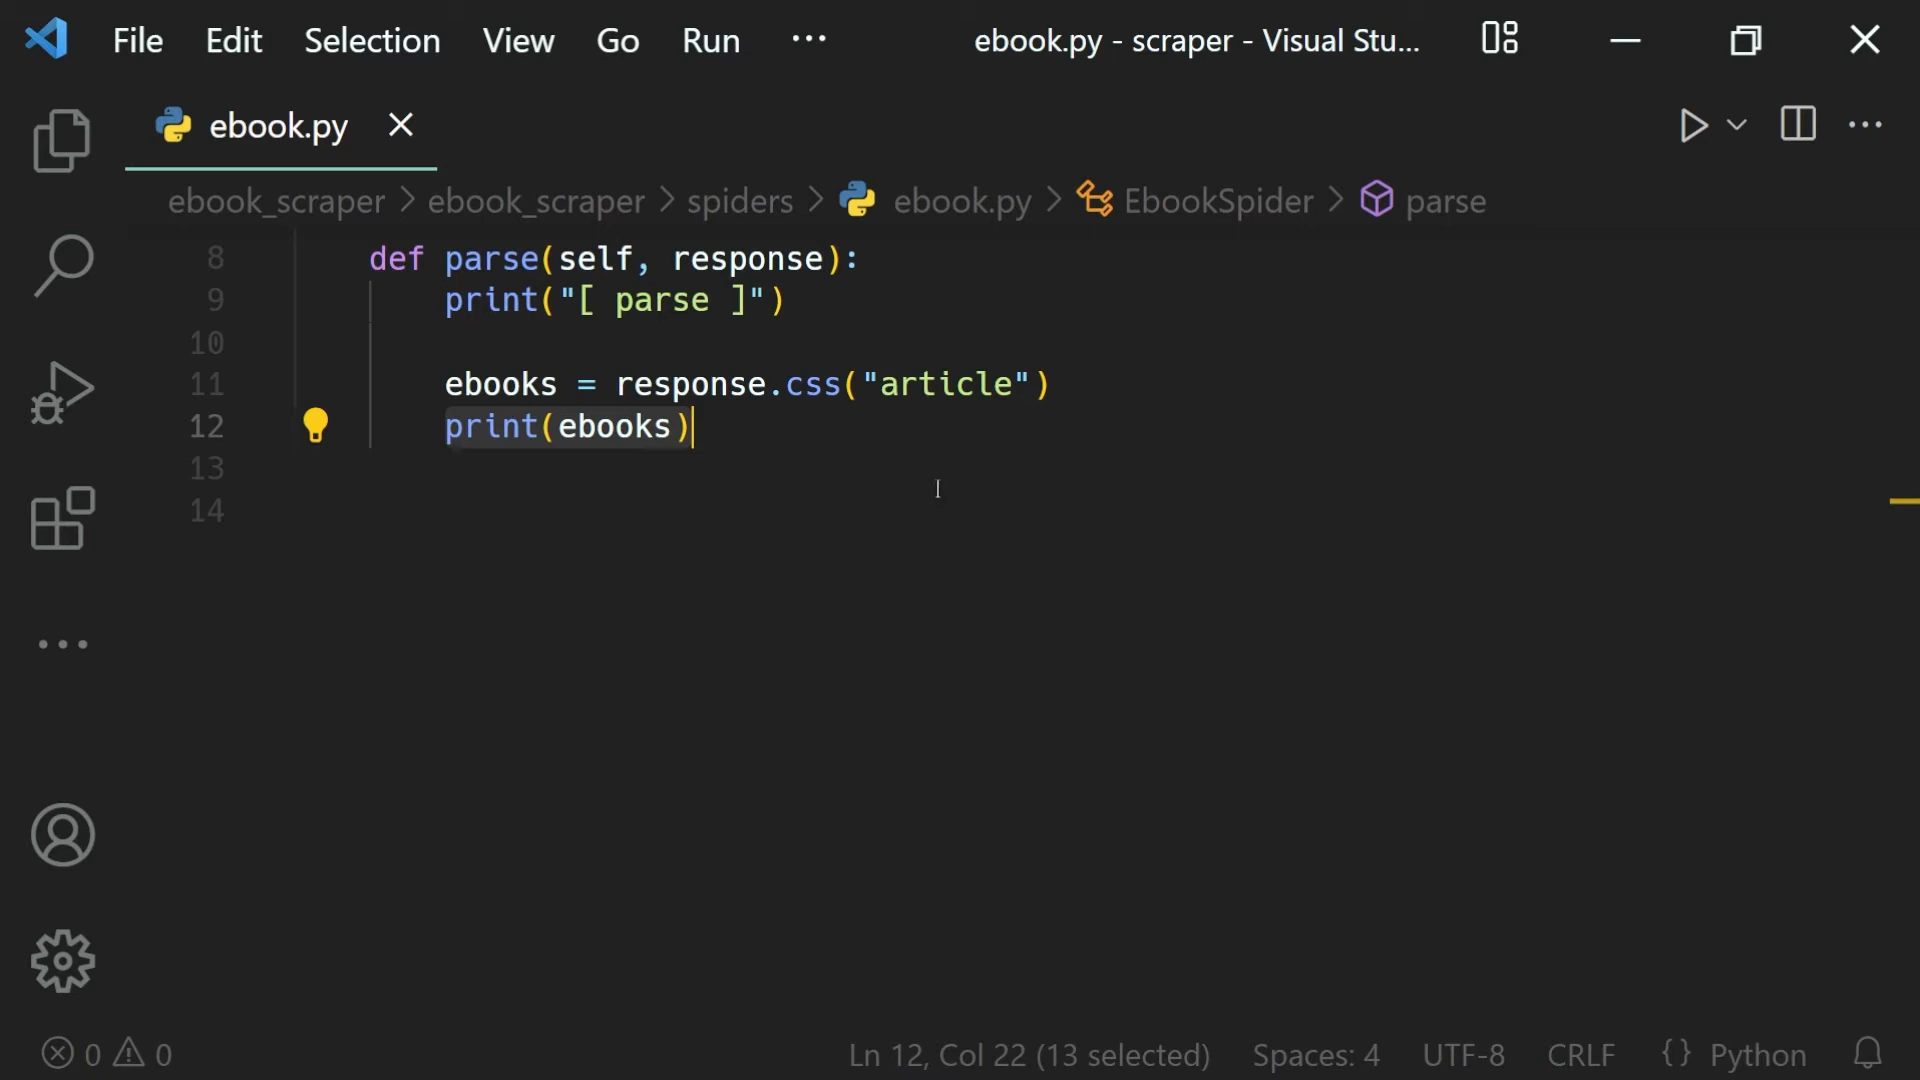 File Edit Selection View Go Run ··· ebook.py - scraper - Visual Stu...
ebook.py
ebook_scraper > ebook_scraper > spiders > ebook.py > EbookSpider > parse
8 def parse(self, response):
9 print("[ parse ]")
10
11 ebooks = response.css("article")
12 print(ebooks)
13
14
0 0 Ln 12, Col 22 (13 selected) Spaces: 4 UTF-8 CRLF {} Python